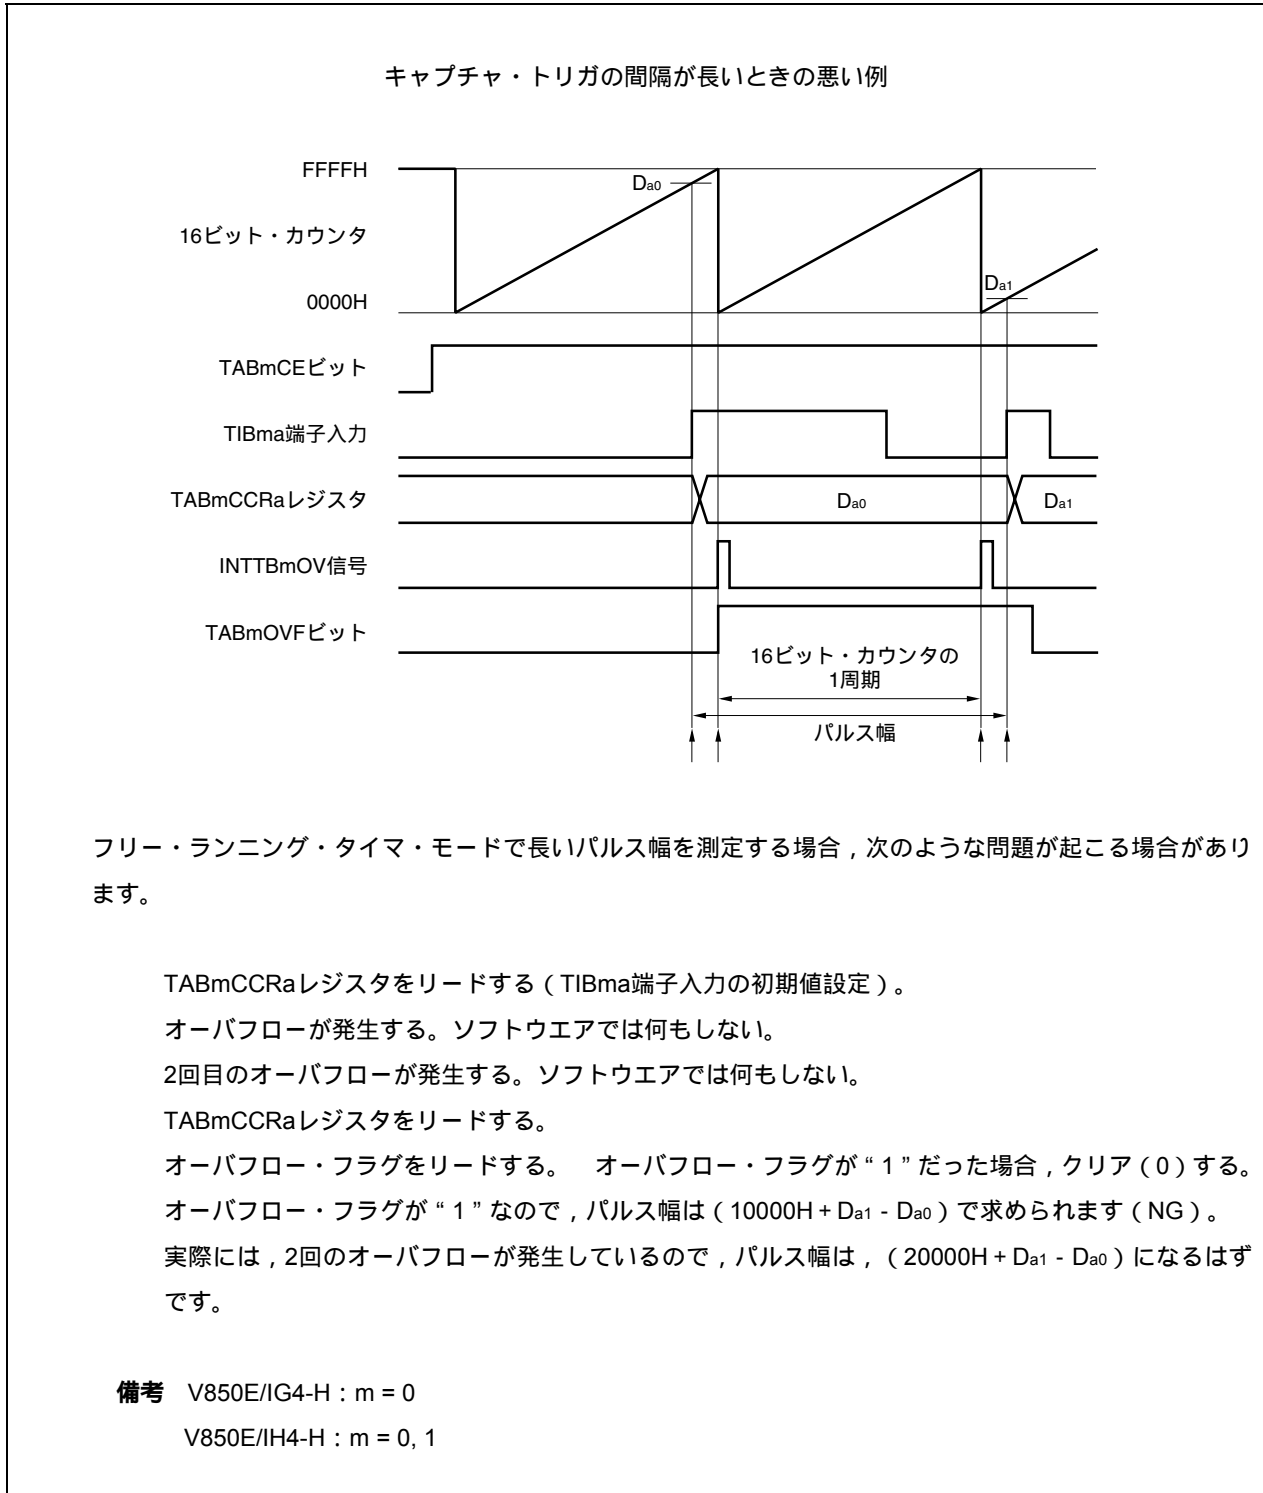 キャプチャ・トリガの間隔が長いときの悪い例
FFFFH
Da0
16ビット・カウンタ
Da1
0000H
TABmCEビット
TIBma端子入力
TABmCCRaレジスタ
Da0
Da1
INTTBmOV信号
TABmOVFビット
16ビット・カウンタの
1周期
パルス幅
フリー・ランニング・タイマ・モードで長いパルス幅を測定する場合，次のような問題が起こる場合があり
ます。
TABmCCRaレジスタをリードする（TIBma端子入力の初期値設定）。
オーバフローが発生する。ソフトウエアでは何もしない。
2回目のオーバフローが発生する。ソフトウエアでは何もしない。
TABmCCRaレジスタをリードする。
オーバフロー・フラグをリードする。　オーバフロー・フラグが“1”だった場合，クリア（0）する。
オーバフロー・フラグが“1”なので，パルス幅は（10000H + Da1 - Da0）で求められます（NG）。
実際には，2回のオーバフローが発生しているので，パルス幅は，（20000H + Da1 - Da0）になるはず
です。
備考　V850E/IG4-H：m = 0
V850E/IH4-H：m = 0, 1